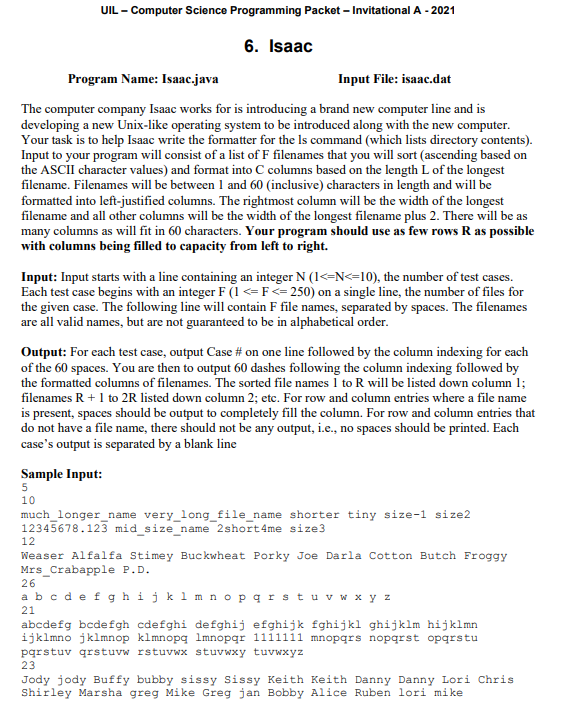 UIL – Computer Science Programming Packet – Invitational A - 2021
6. Isaac
Program Name: Isaac.java Input File: isaac.dat
The computer company Isaac works for is introducing a brand new computer line and is
developing a new Unix-like operating system to be introduced along with the new computer.
Your task is to help Isaac write the formatter for the ls command (which lists directory contents).
Input to your program will consist of a list of F filenames that you will sort (ascending based on
the ASCII character values) and format into C columns based on the length L of the longest
filename. Filenames will be between 1 and 60 (inclusive) characters in length and will be
formatted into left-justified columns. The rightmost column will be the width of the longest
filename and all other columns will be the width of the longest filename plus 2. There will be as
many columns as will fit in 60 characters. Your program should use as few rows R as possible
with columns being filled to capacity from left to right.
Input: Input starts with a line containing an integer N (1<=N<=10), the number of test cases.
Each test case begins with an integer F (1 <= F <= 250) on a single line, the number of files for
the given case. The following line will contain F file names, separated by spaces. The filenames
are all valid names, but are not guaranteed to be in alphabetical order.
Output: For each test case, output Case # on one line followed by the column indexing for each
of the 60 spaces. You are then to output 60 dashes following the column indexing followed by
the formatted columns of filenames. The sorted file names 1 to R will be listed down column 1;
filenames R + 1 to 2R listed down column 2; etc. For row and column entries where a file name
is present, spaces should be output to completely fill the column. For row and column entries that
do not have a file name, there should not be any output, i.e., no spaces should be printed. Each
case's output is separated by a blank line
Sample Input:
5
10
much_longer_name very_long_file_name shorter tiny size-1 size2
12345678.123 mid_size_name 2short4me size3
12
Weaser Alfalfa Stimey Buckwheat Porky Joe Darla Cotton Butch Froggy
Mrs_Crabapple P.D.
26
a b c d e f g h i j k l m n o p q r s t u v w x y z
21
abcdefg bcdefgh cdefghi defghij efghijk fghijkl ghijklm hijklmn
ijklmno jklmnop klmnopq lmnopqr 1111111 mnopqrs nopqrst opqrstu
pqrstuv qrstuvw rstuvwx stuvwxy tuvwxyz
23
Jody jody Buffy bubby sissy Sissy Keith Keith Danny Danny Lori Chris
Shirley Marsha greg Mike Greg jan Bobby Alice Ruben lori mike